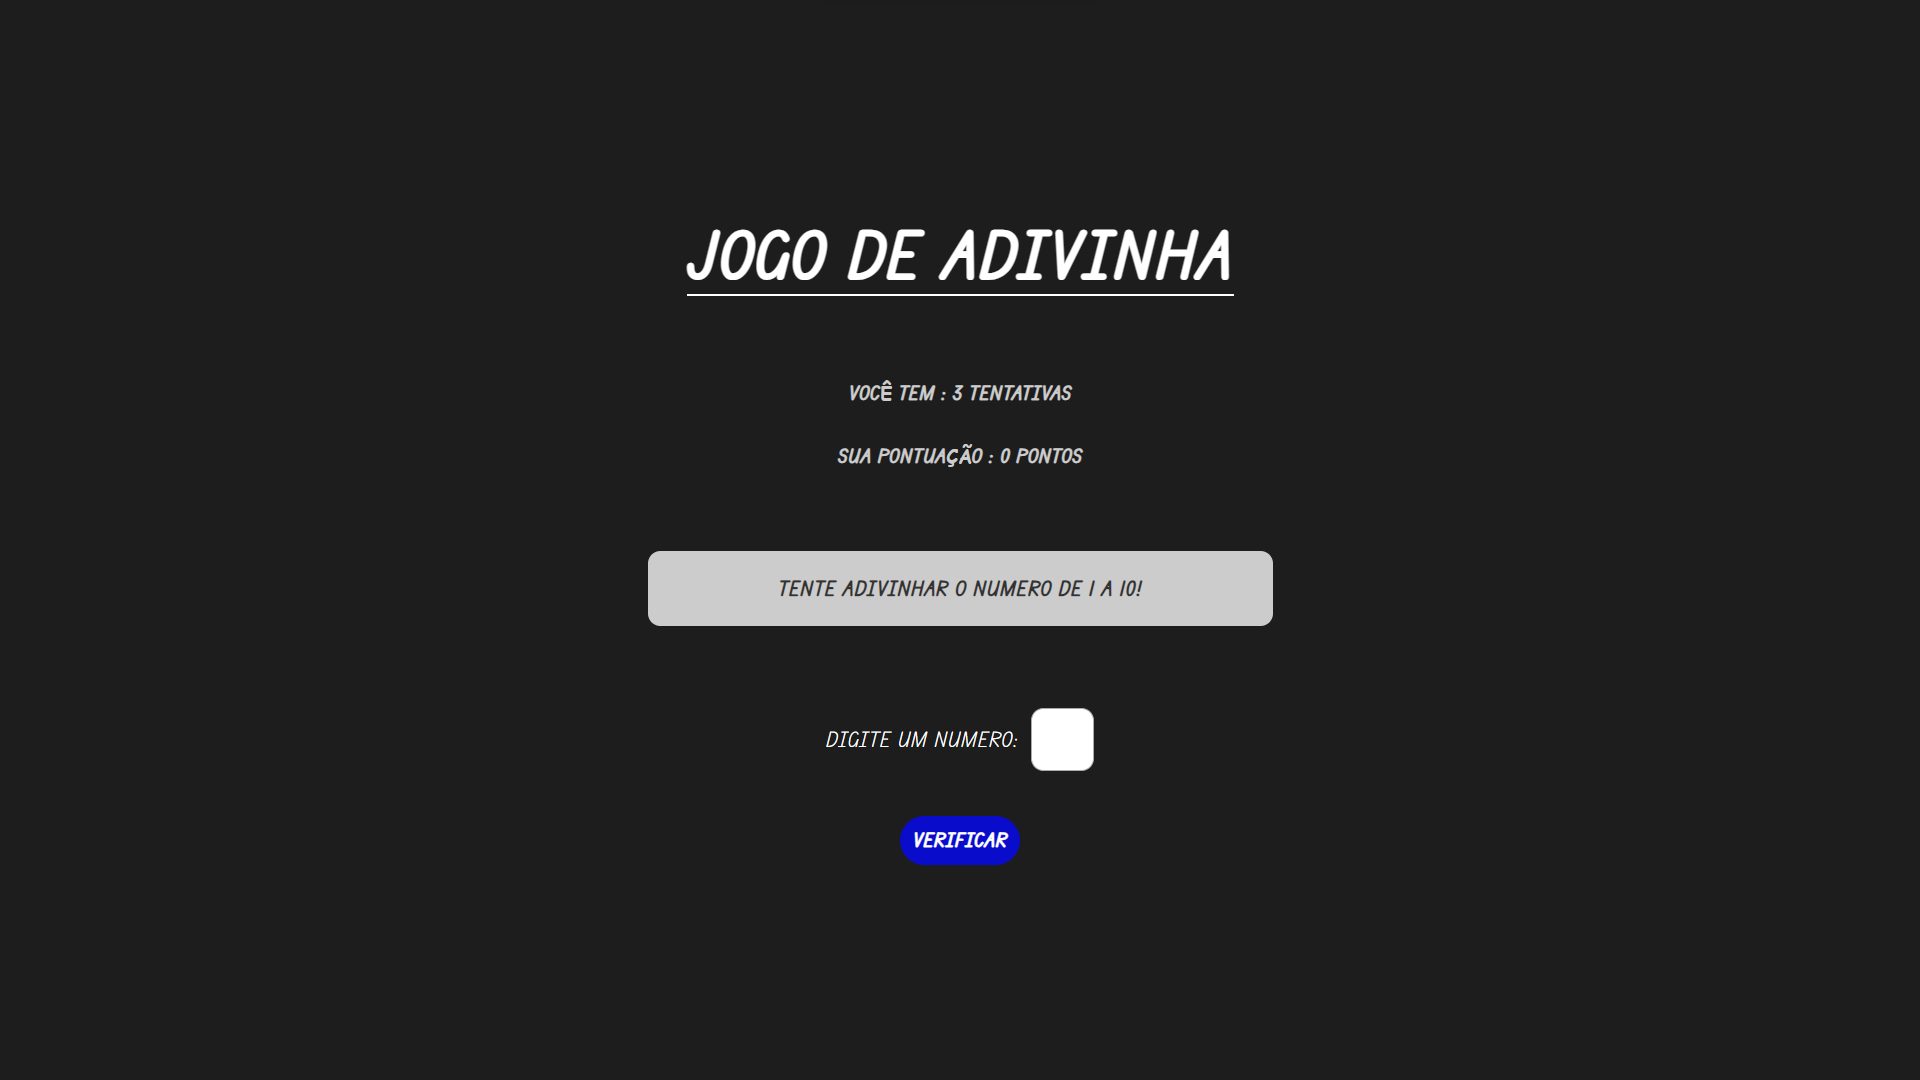 JOGO DE ADIVINHA
VOCÊ TEM : 3 TENTATIVAS
SUA PONTUAÇÃO : 0 PONTOS
TENTE ADIVINHAR O NUMERO DE 1 A 10!
DIGITE UM NUMERO:
VERIFICAR